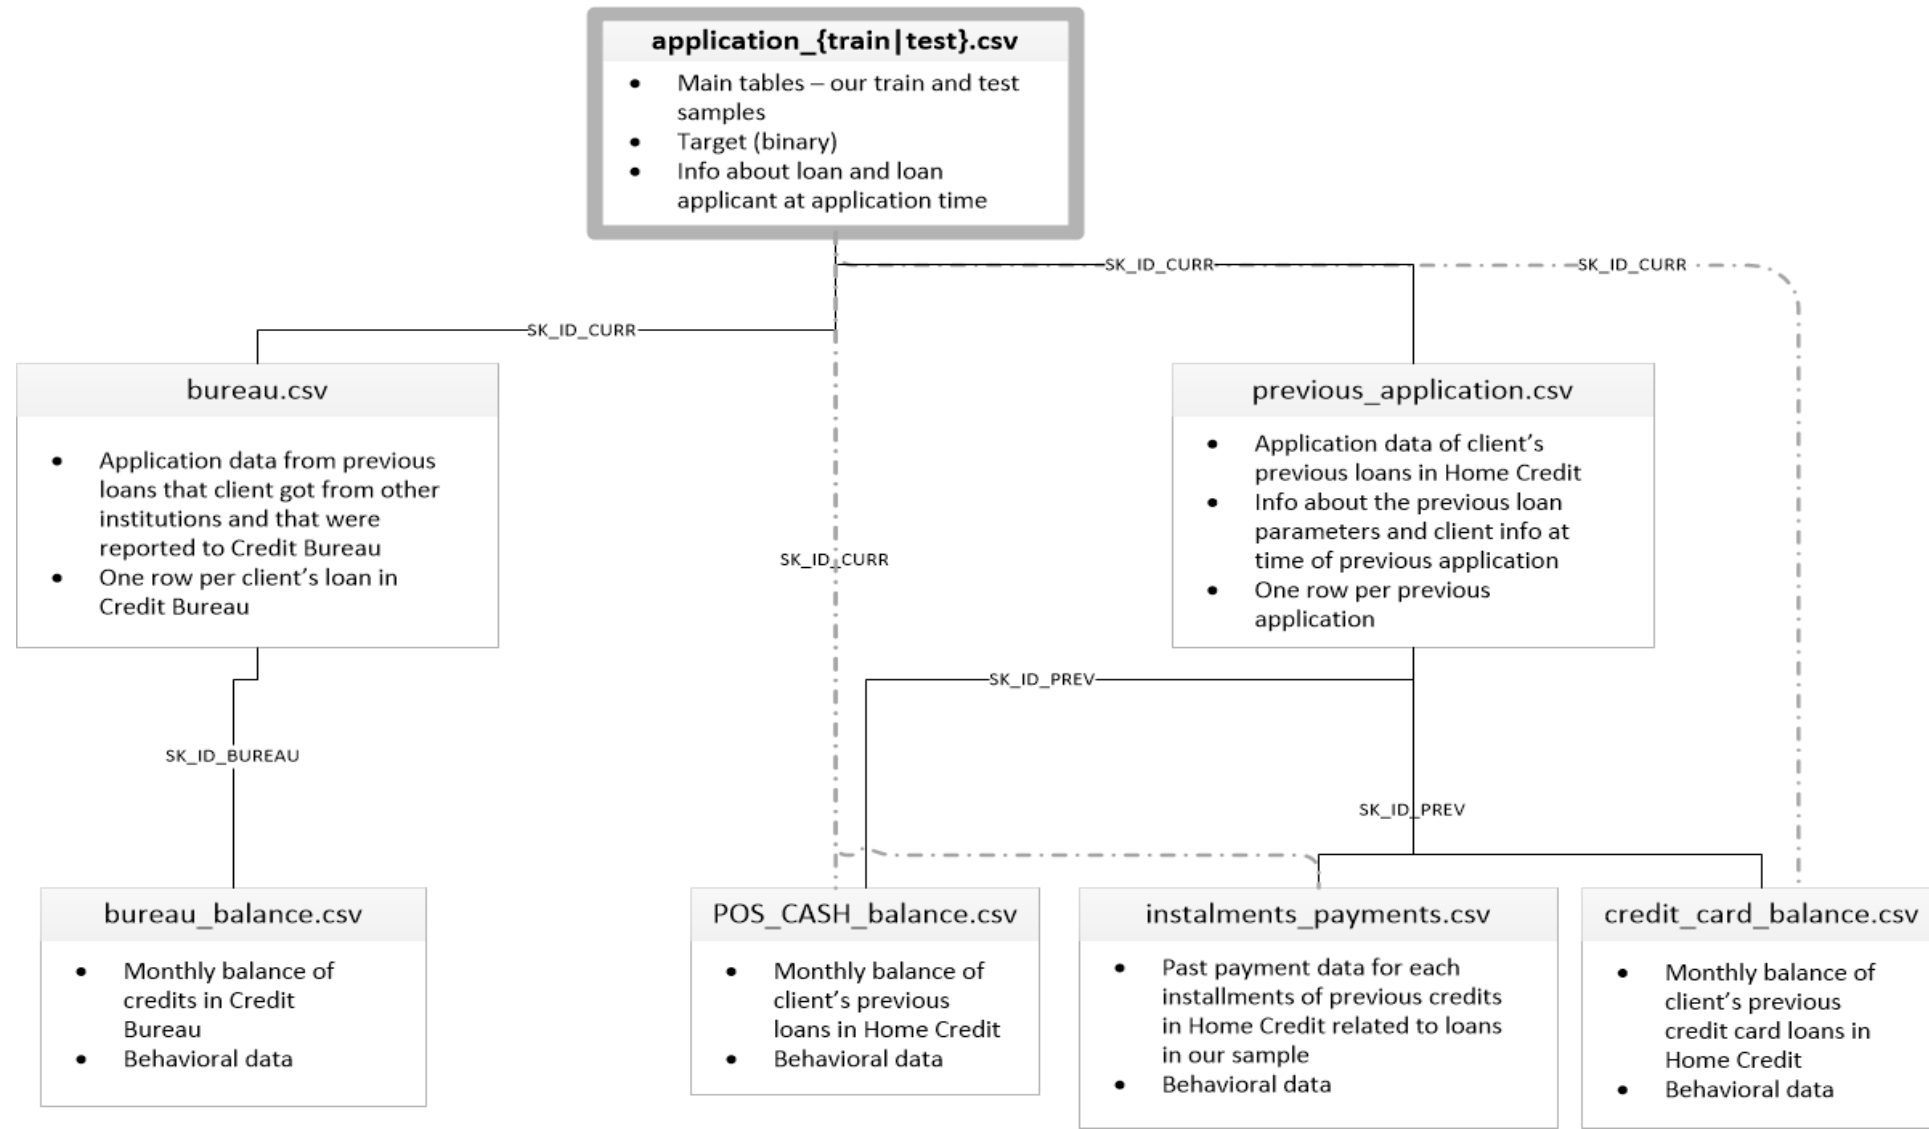 application_{train|test}.csv
• Main tables – our train and test
samples
• Target (binary)
• Info about loan and loan
applicant at application time
SK_ID_CURR
SK_ID_CURR
SK_ID_CURR
bureau.csv
• Application data from previous
loans that client got from other
institutions and that were
reported to Credit Bureau
• One row per client’s loan in
Credit Bureau
previous_application.csv
• Application data of client’s
previous loans in Home Credit
• Info about the previous loan
parameters and client info at
time of previous application
• One row per previous
application
SK_ID_CURR
SK_ID_PREV
SK_ID_BUREAU
SK_ID_PREV
bureau_balance.csv
• Monthly balance of
credits in Credit
Bureau
• Behavioral data
POS_CASH_balance.csv
• Monthly balance of
client’s previous
loans in Home Credit
• Behavioral data
instalments_payments.csv
• Past payment data for each
installments of previous credits
in Home Credit related to loans
in our sample
• Behavioral data
credit_card_balance.csv
• Monthly balance of
client’s previous
credit card loans in
Home Credit
• Behavioral data